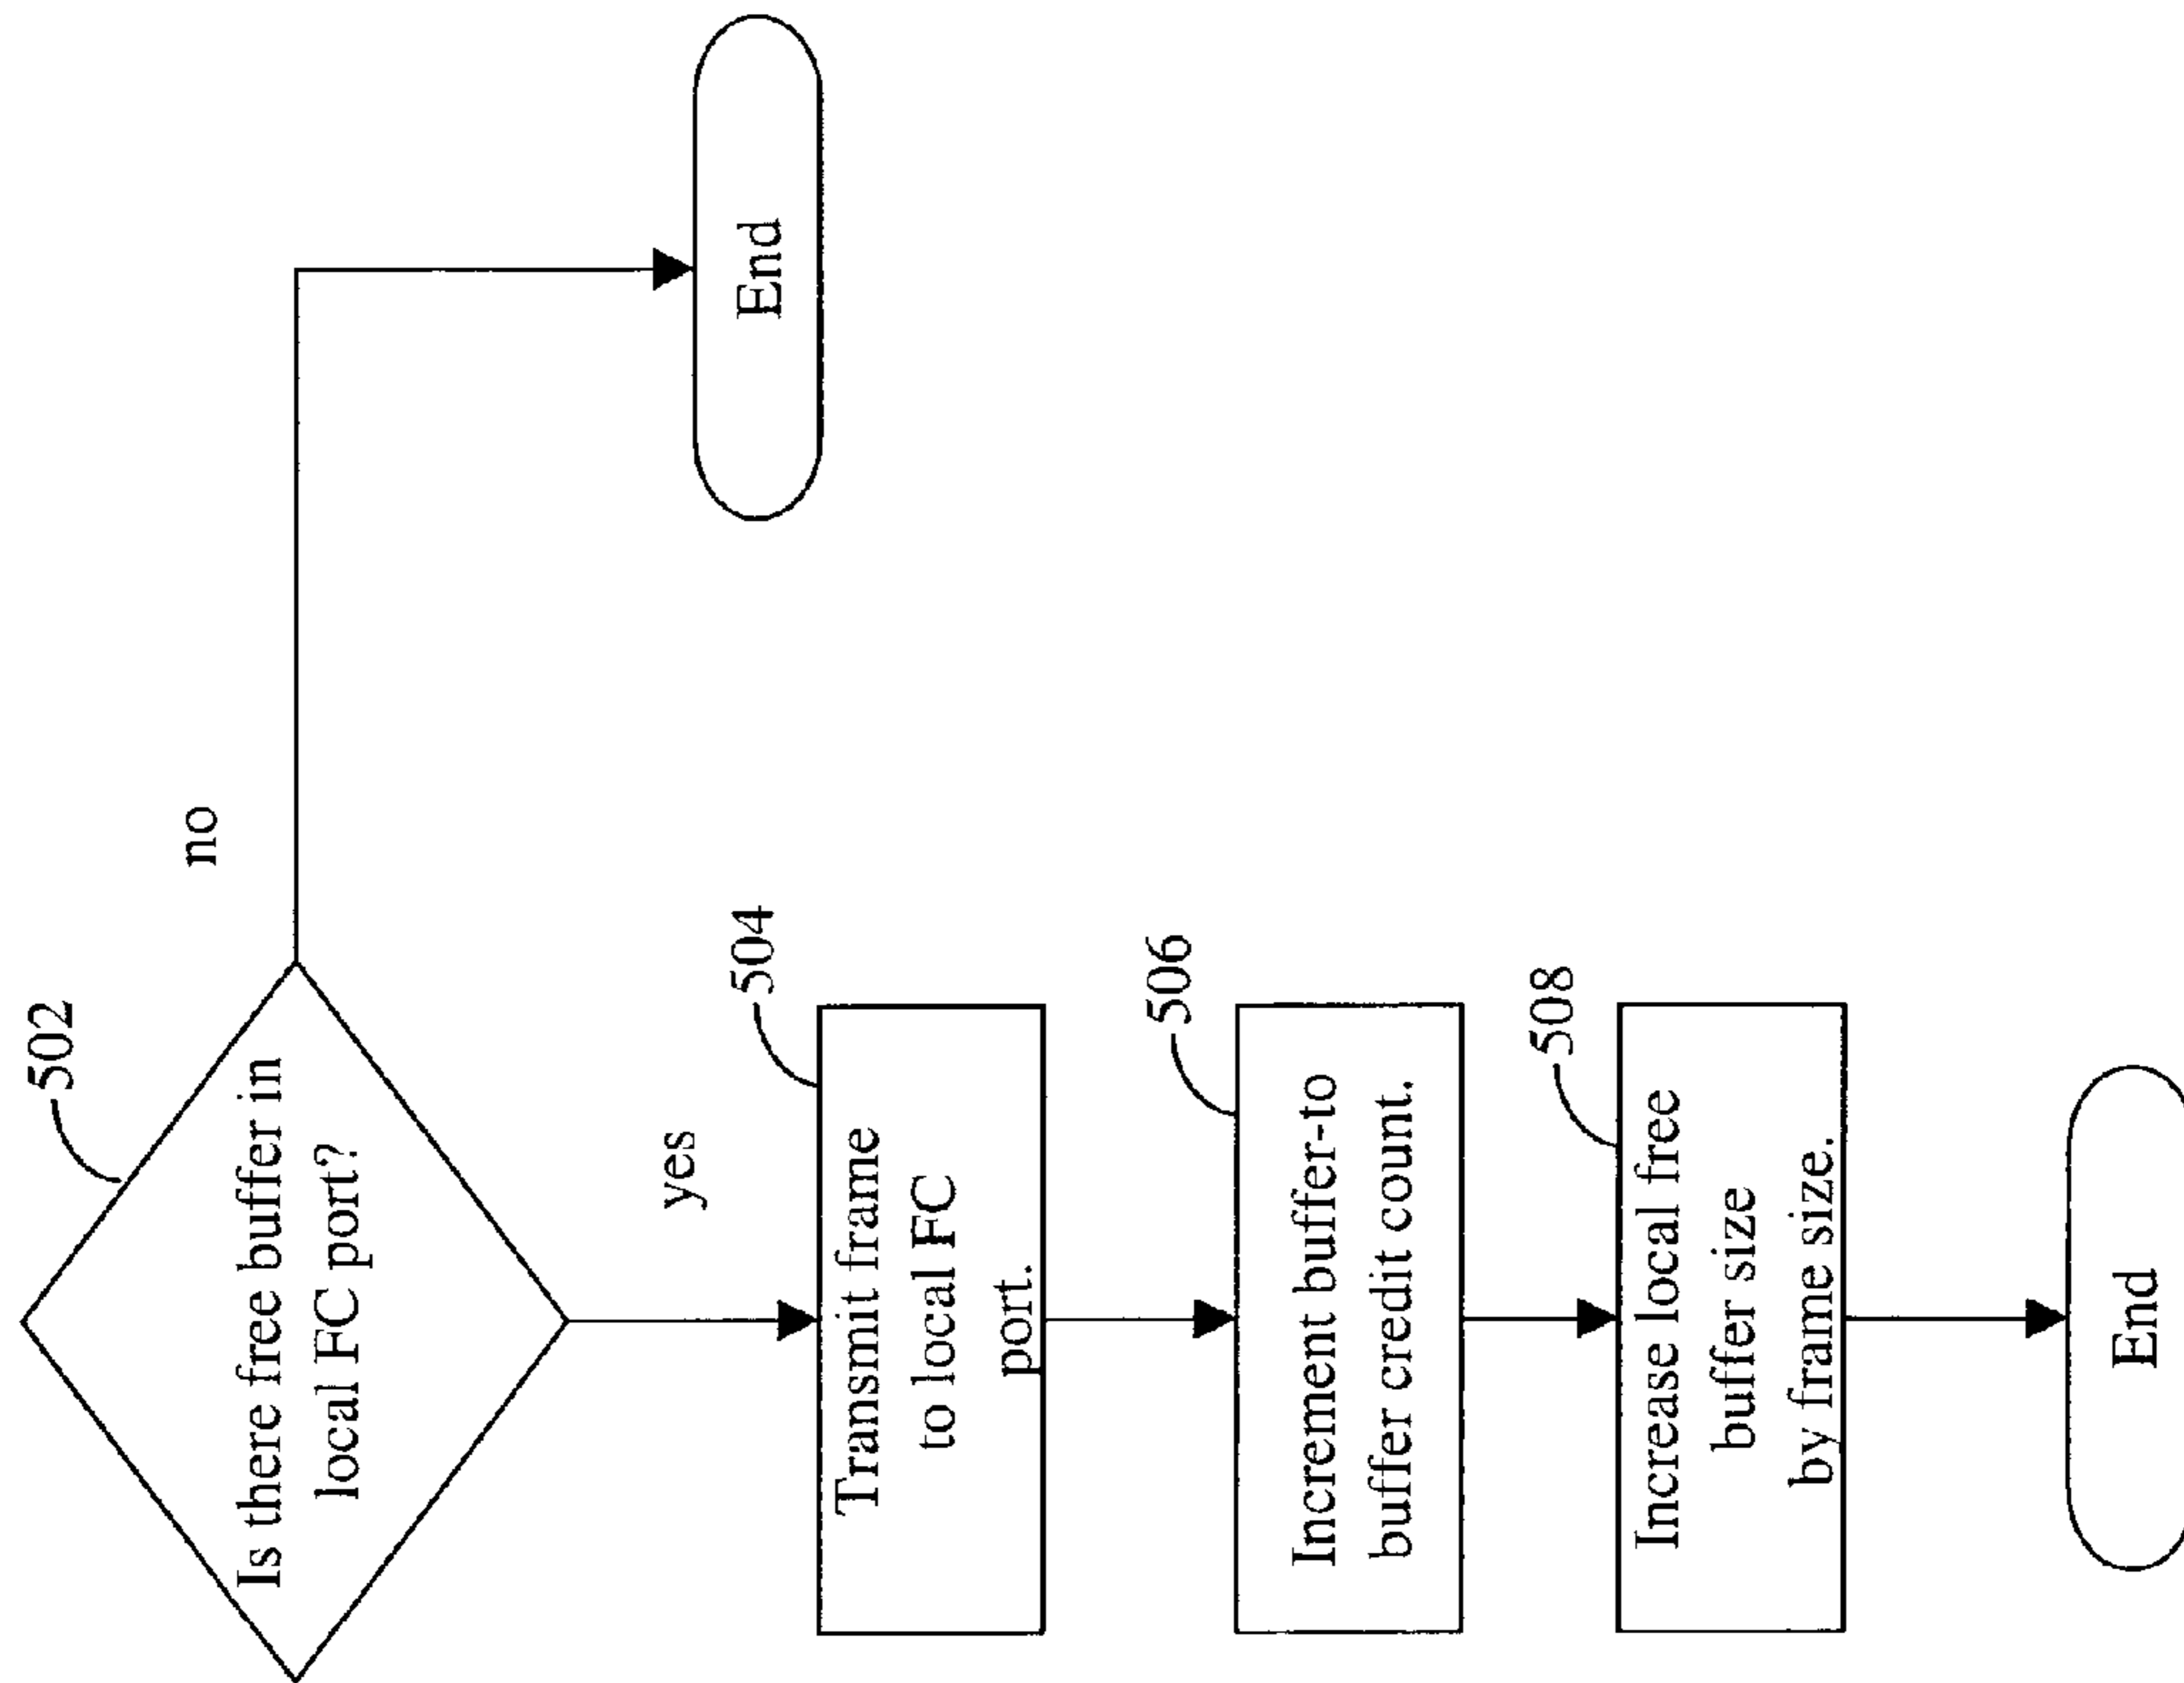 502
Is there free buffer in
local FC port?
no
End
yes
504
Transmit frame
to local FC
port.
506
Increment buffer-to
buffer credit count.
508
Increase local free
buffer size
by frame size.
End